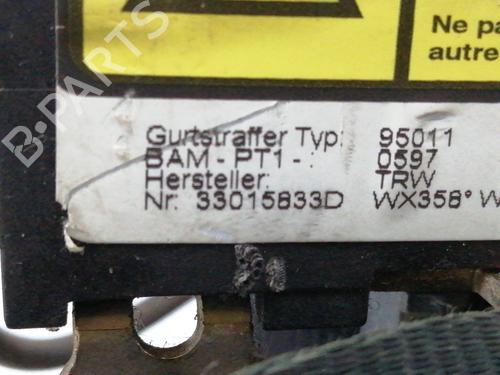 Ne pa
autre
Gurtstraffer Typ: 95011
BAM - PT1 - : 0597
Hersteller: TRW
Nr: 33015833D WX358° W
B-PARTS